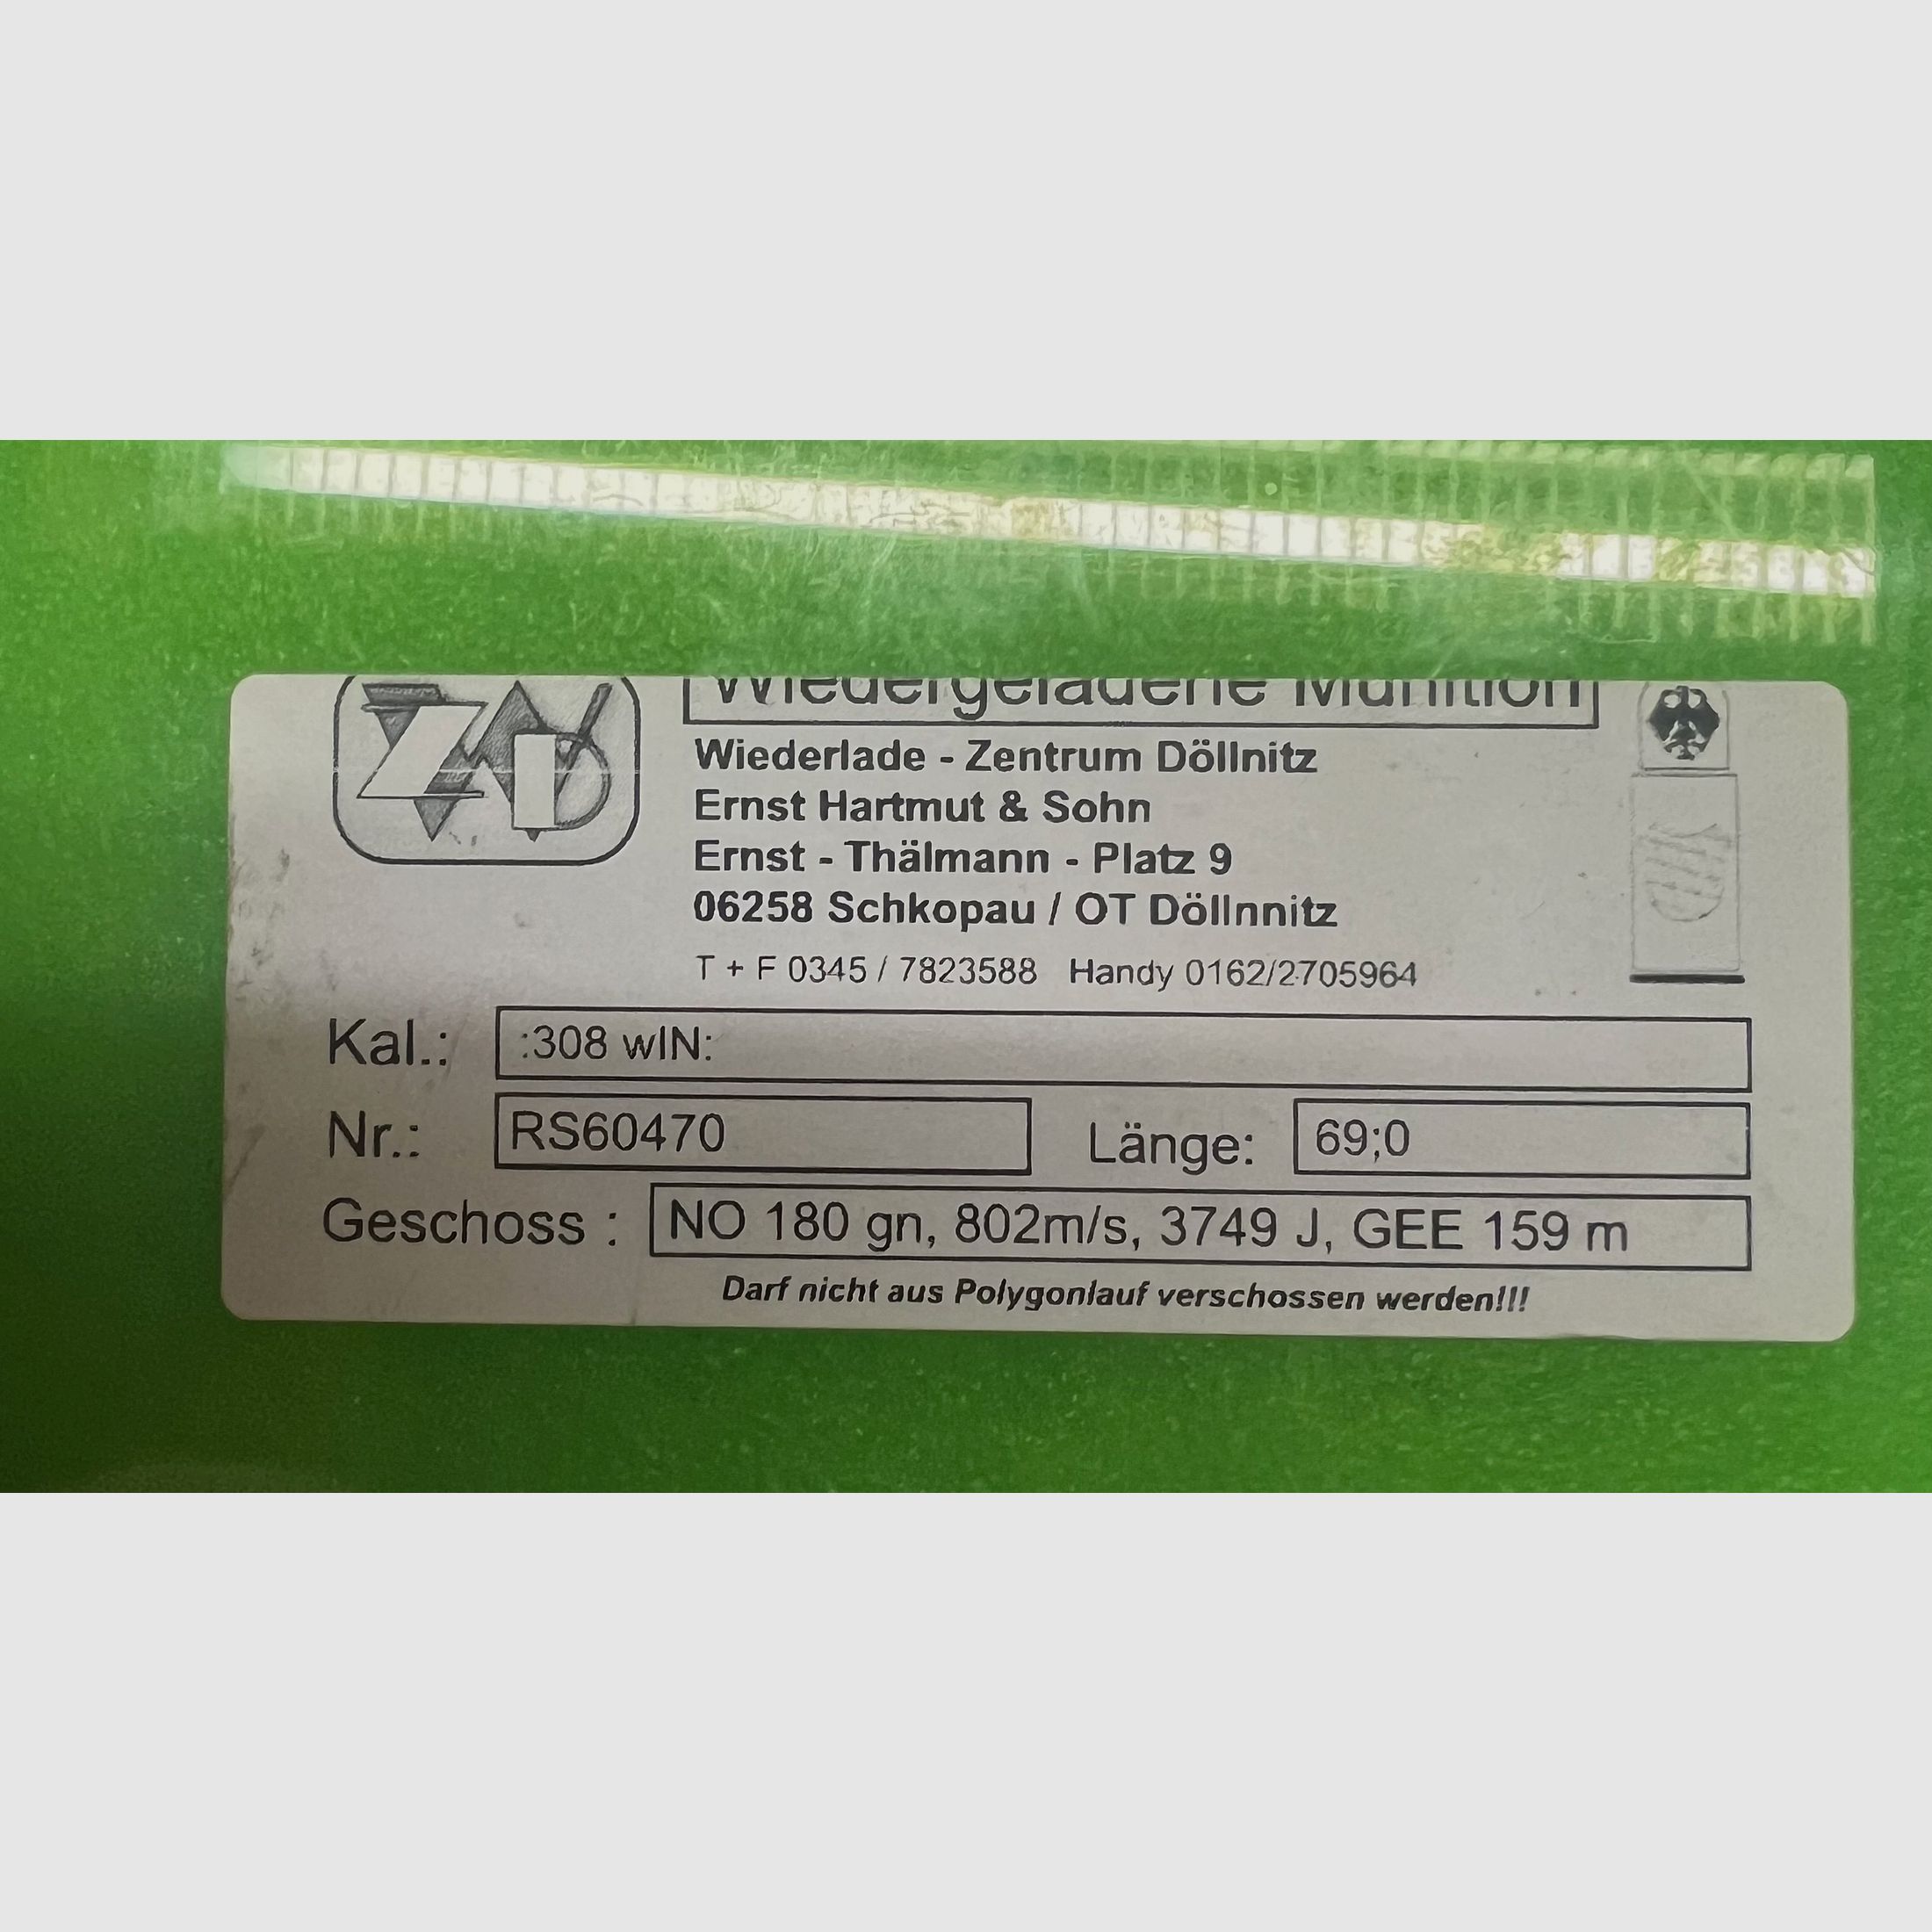 Wiedergeladene Munition
Wiederlade - Zentrum Döllnitz
Ernst Hartmut & Sohn
Ernst - Thälmann - Platz 9
06258 Schkopau / OT Döllnnitz
T + F 0345 / 7823588 Handy 0162/2705964
Kal.: :308 wIN:
Nr.: RS60470 Länge: 69;0
Geschoss : NO 180 gn, 802m/s, 3749 J, GEE 159 m
Darf nicht aus Polygonlauf verschossen werden!!!